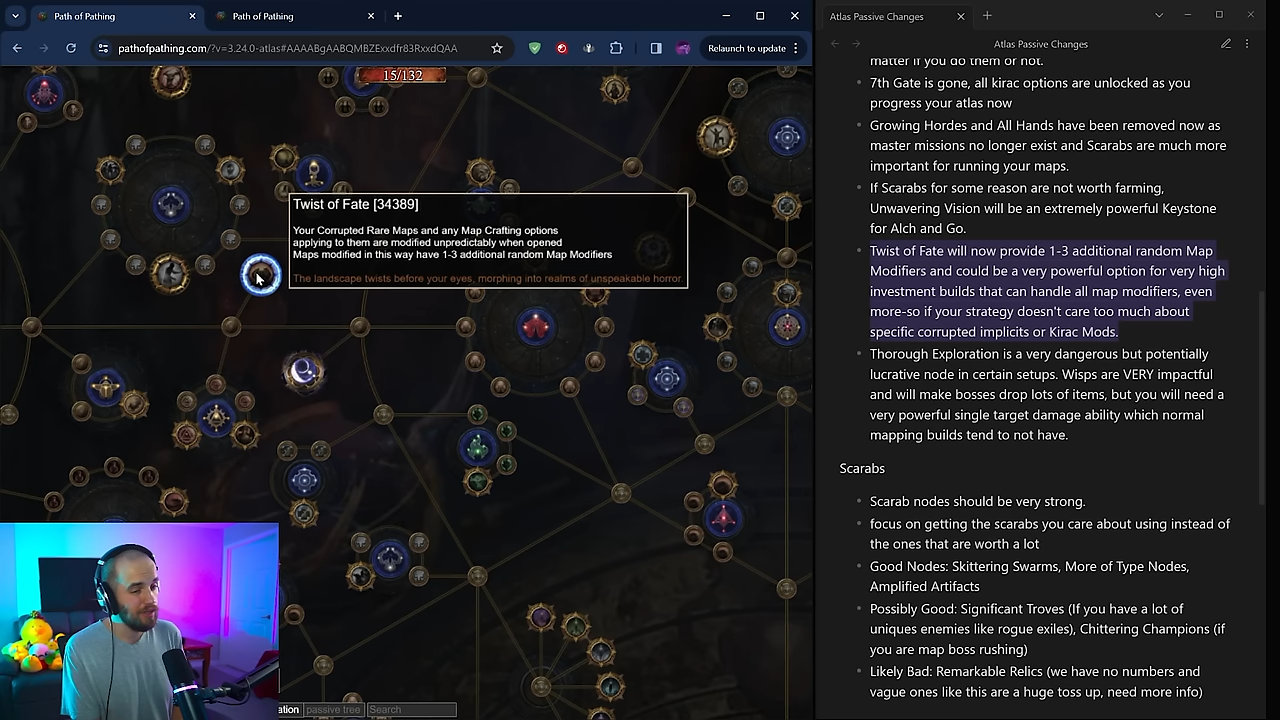 Path of Pathing
Path of Pathing
pathofpathing.com/?v=3.24.0-atlas#AAAABgAABQMBZExxdfr83RxxdQAA
Relaunch to update
15/132
Twist of Fate [34389]
Your Corrupted Rare Maps and any Map Crafting options
applying to them are modified unpredictably when opened
Maps modified in this way have 1-3 additional random Map Modifiers
The landscape twists before your eyes, morphing into realms of unspeakable horror.
passive tree
Search
Atlas Passive Changes
Atlas Passive Changes
matter if you do them or not.
7th Gate is gone, all kirac options are unlocked as you
progress your atlas now
Growing Hordes and All Hands have been removed now as
master missions no longer exist and Scarabs are much more
important for running your maps.
If Scarabs for some reason are not worth farming,
Unwavering Vision will be an extremely powerful Keystone
for Alch and Go.
Twist of Fate will now provide 1-3 additional random Map
Modifiers and could be a very powerful option for very high
investment builds that can handle all map modifiers, even
more-so if your strategy doesn't care too much about
specific corrupted implicits or Kirac Mods.
Thorough Exploration is a very dangerous but potentially
lucrative node in certain setups. Wisps are VERY impactful
and will make bosses drop lots of items, but you will need a
very powerful single target damage ability which normal
mapping builds tend to not have.
Scarabs
Scarab nodes should be very strong.
focus on getting the scarabs you care about using instead of
the ones that are worth a lot
Good Nodes: Skittering Swarms, More of Type Nodes,
Amplified Artifacts
Possibly Good: Significant Troves (If you have a lot of
uniques enemies like rogue exiles), Chittering Champions (if
you are map boss rushing)
Likely Bad: Remarkable Relics (we have no numbers and
vague ones like this are a huge toss up, need more info)